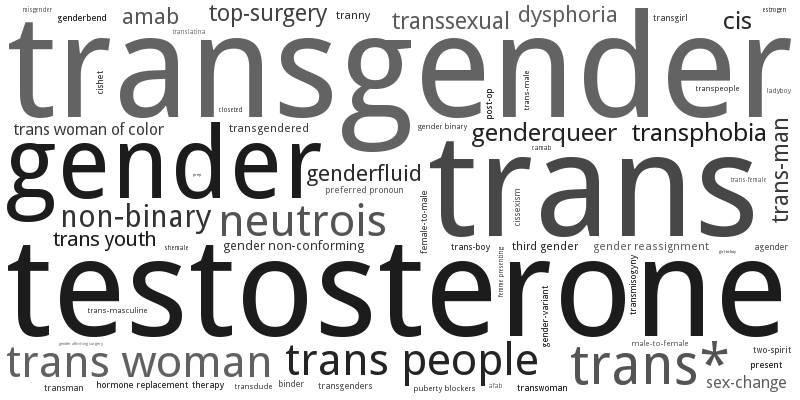 misgender
genderbend
amab
translatina
top-surgery
tranny
transsexual
dysphoria
transgirl
cis
estrogen
transgender
cishet
closeted
post-op
trans-male
transpeople
ladyboy
trans woman of color
transgendered
gender binary
genderqueer
transphobia
gender
prep
genderfluid
preferred pronoun
camab
trans
trans-female
trans-man
non-binary
neutrois
female-to-male
cissexism
trans youth
shemale
gender non-conforming
trans-boy
third gender
gender reassignment
agender
testosterone
trans-masculine
femme presenting
gender-variant
transmisogyny
gender affirming surgery
trans woman
trans people
trans*
male-to-female
two-spirit
present
transman
hormone replacement therapy
transdude
binder
transgenders
puberty blockers
afab
transwoman
sex-change